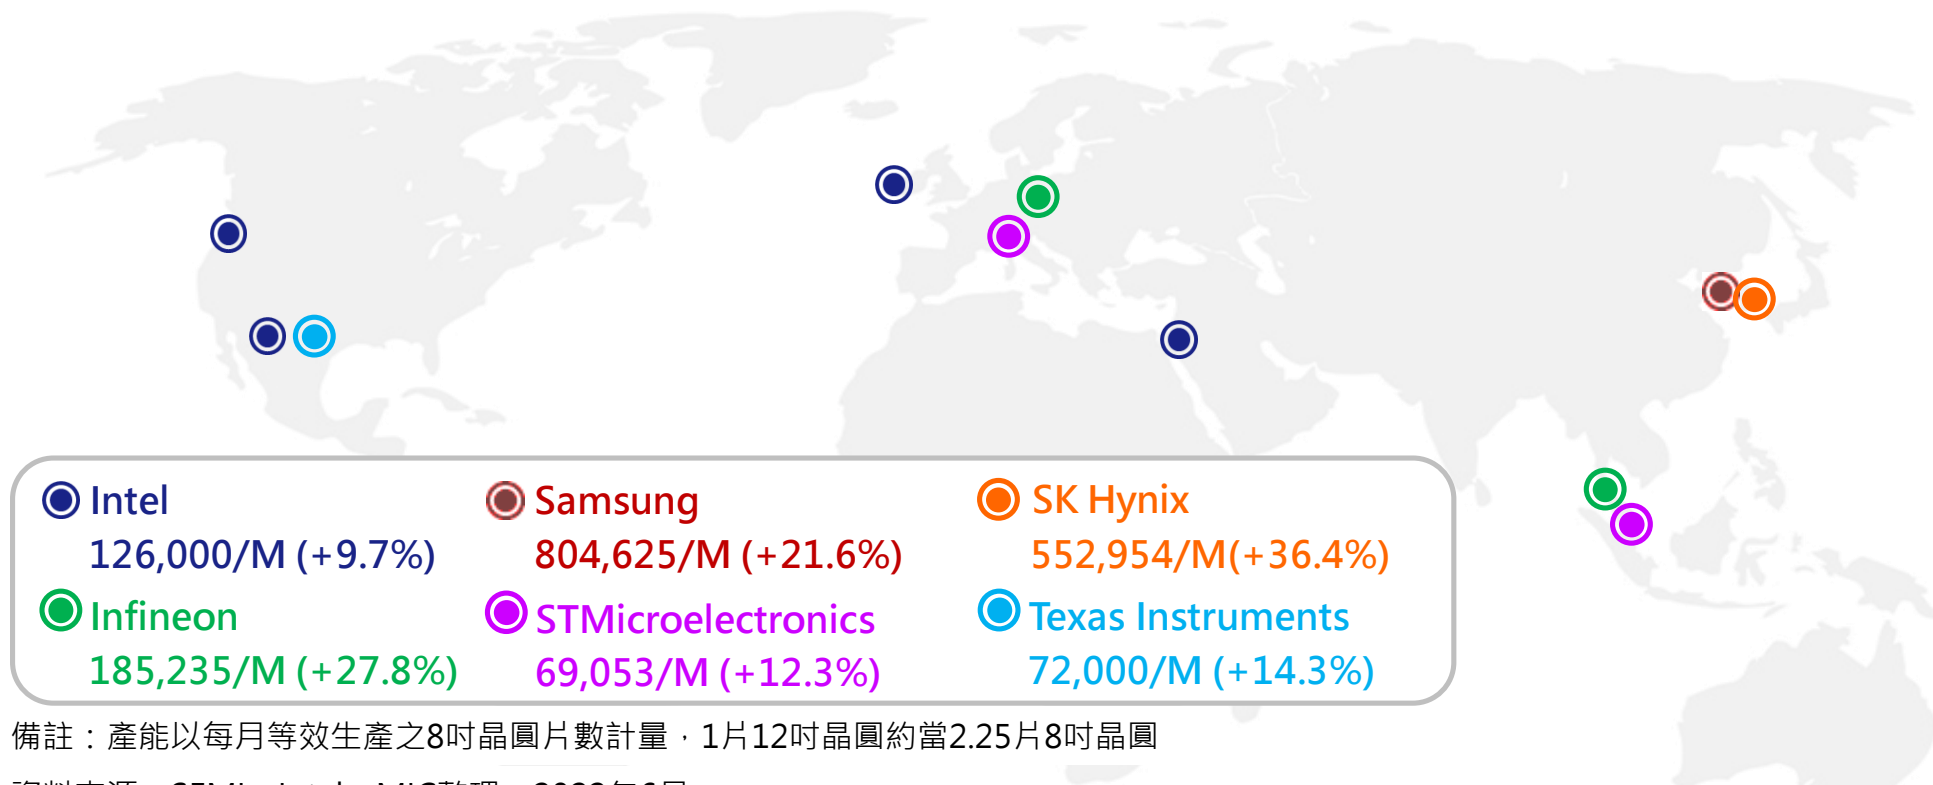 Intel
126,000/M (+9.7%)
Samsung
804,625/M (+21.6%)
SK Hynix
552,954/M(+36.4%)
Infineon
185,235/M (+27.8%)
STMicroelectronics
69,053/M (+12.3%)
Texas Instruments
72,000/M (+14.3%)
備註：產能以每月等效生產之8吋晶圓片數計量，1片12吋晶圓約當2.25片8吋晶圓